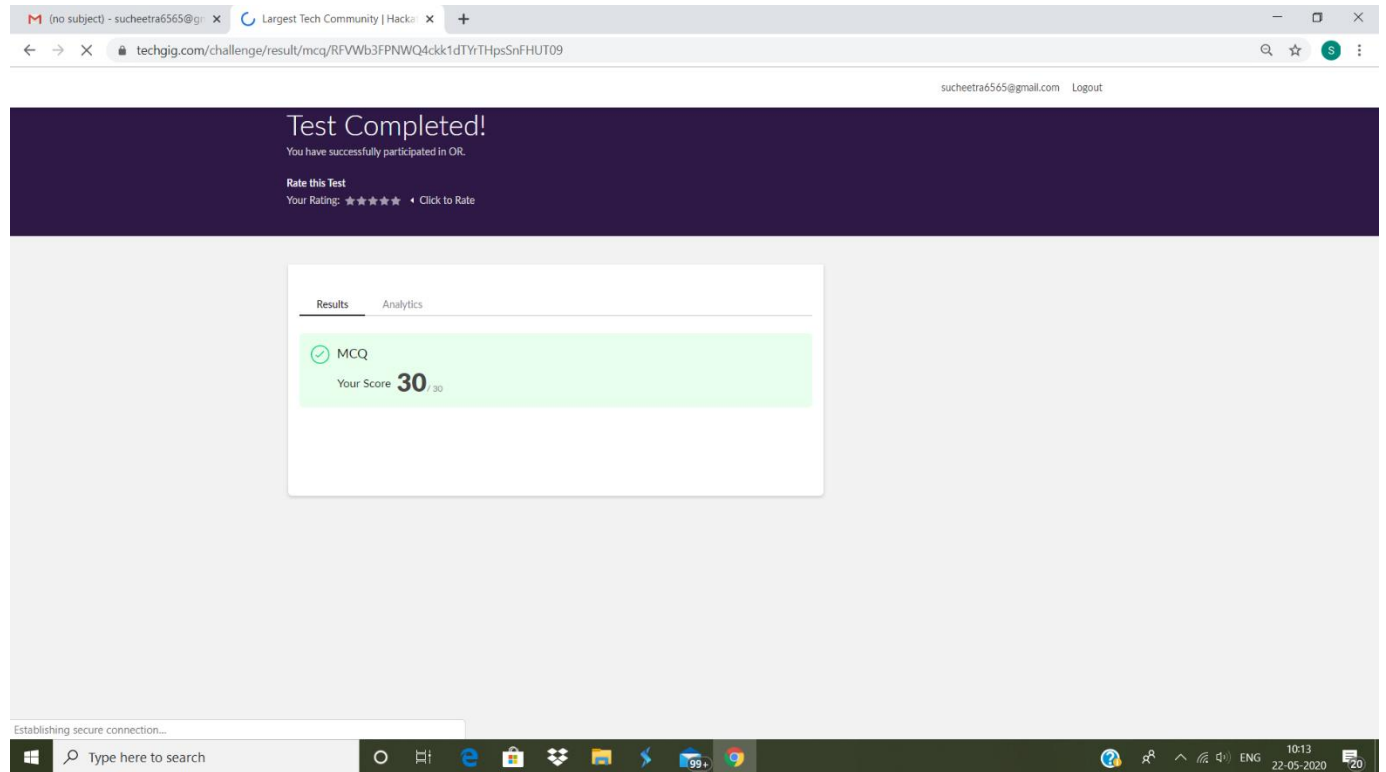 (no subject) - sucheetra6565@gm
Largest Tech Community | Hacka
techgig.com/challenge/result/mcq/RFVWb3FPNWQ4ckk1dTYrTHpsSnFHUT09
S
sucheetra6565@gmail.com Logout
Test Completed!
You have successfully participated in OR.
Rate this Test
Your Rating: Click to Rate
Results Analytics
MCQ
Your Score 30 / 30
Establishing secure connection...
Type here to search
99+
ENG
10:13
22-05-2020
20